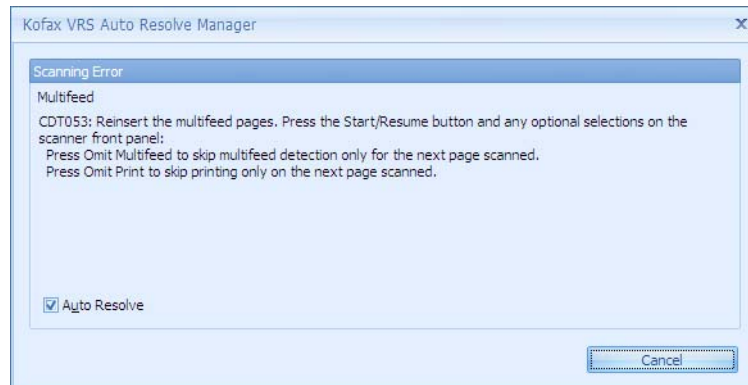 Kofax VRS Auto Resolve Manager
Scanning Error
Multifeed
CDT053: Reinsert the multifeed pages. Press the Start/Resume button and any optional selections on the
scanner front panel:
Press Omit Multifeed to skip multifeed detection only for the next page scanned.
Press Omit Print to skip printing only on the next page scanned.
Auto Resolve
Cancel